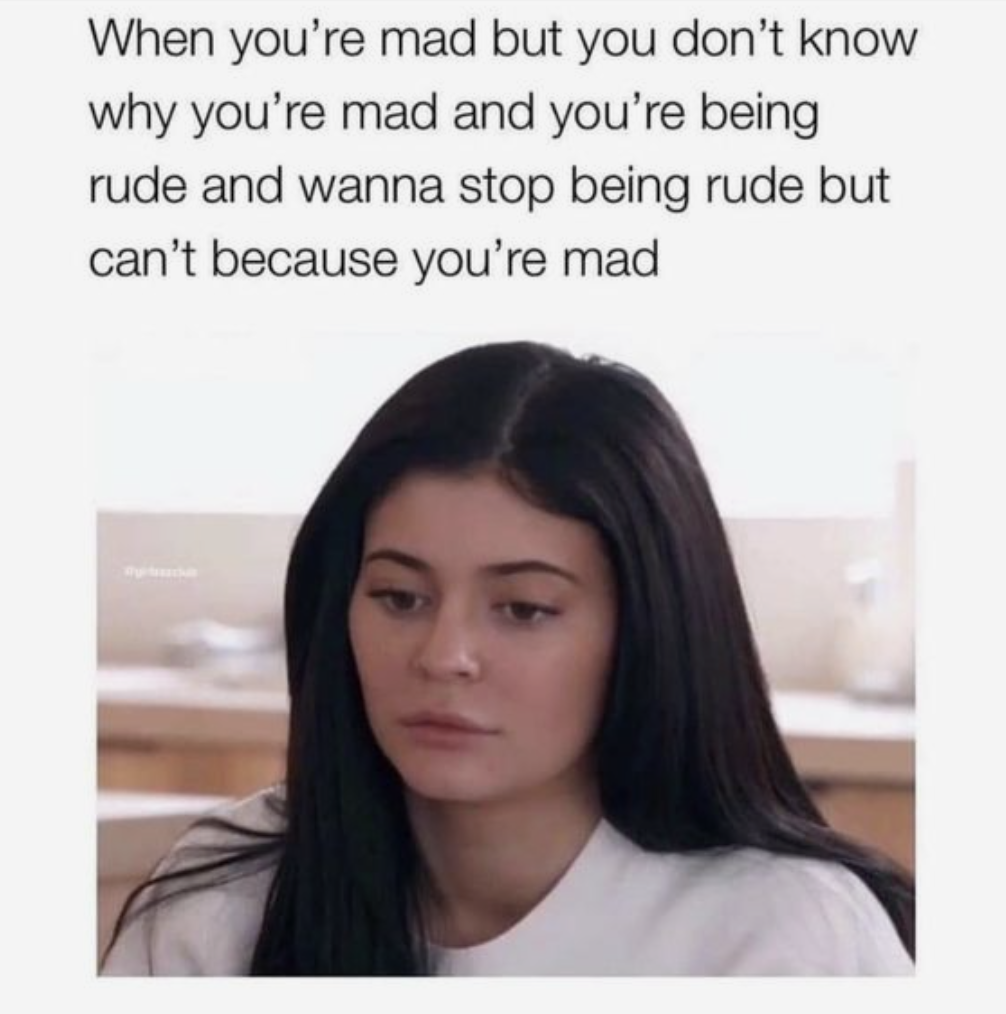 When you’re mad but you don’t know
why you’re mad and you’re being
rude and wanna stop being rude but
can’t because you’re mad